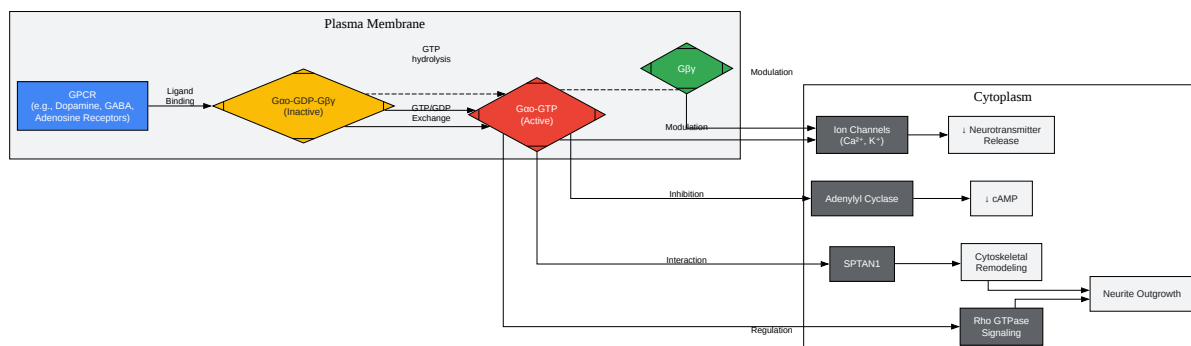 Plasma Membrane
GTP
hydrolysis
Gβγ
Modulation
GPCR
(e.g., Dopamine, GABA,
Adenosine Receptors)
Ligand
Binding
Gαo-GDP-Gβγ
(Inactive)
GTP/GDP
Exchange
Gαo-GTP
(Active)
Modulation
Cytoplasm
Ion Channels
(Ca²⁺, K⁺)
↓ Neurotransmitter
Release
Inhibition
Adenylyl Cyclase
↓ cAMP
Interaction
SPTAN1
Cytoskeletal
Remodeling
Neurite Outgrowth
Regulation
Rho GTPase
Signaling